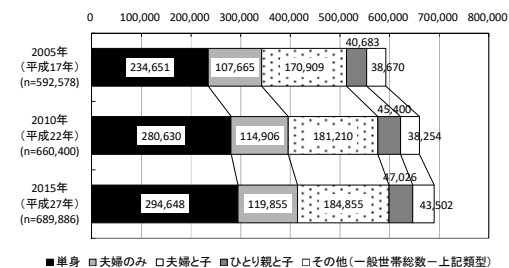 0 100,000 200,000 300,000 400,000 500,000 600,000 700,000 800,000
2005年
(平成17年)
(n=592,578)
234,651 107,665 170,909 40,683 38,670
2010年
(平成22年)
(n=660,400)
280,630 114,906 181,210 45,400 38,254
2015年
(平成27年)
(n=689,886)
294,648 119,855 184,855 47,026 43,502
■単身 ■夫婦のみ □夫婦と子 ■ひとり親と子 □その他(一般世帯総数－上記類型)